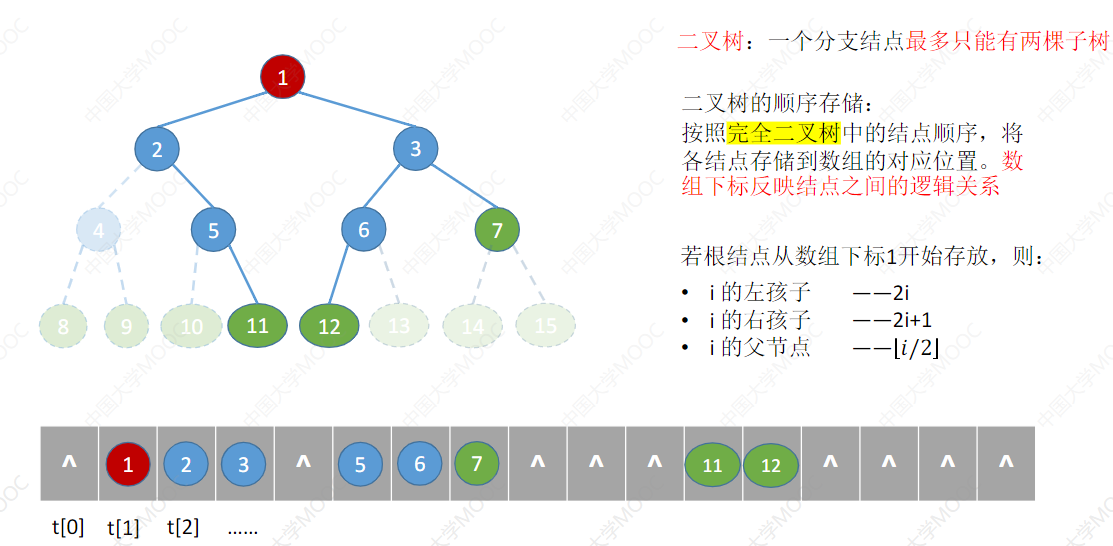 二叉树：一个分支结点最多只能有两棵子树
1
2
3
二叉树的顺序存储：
按照完全二叉树中的结点顺序，将
各结点存储到数组的对应位置。数
组下标反映结点之间的逻辑关系
4
5
6
7
若根结点从数组下标1开始存放，则：
• i 的左孩子 ——2i
• i 的右孩子 ——2i+1
• i 的父节点 ——⌊i/2⌋
8 9 10 11 12 13 14 15
^ 1 2 3 ^ 5 6 7 ^ ^ ^ 11 12 ^ ^ ^ ^
t[0] t[1] t[2] ……
中国大学MOOC